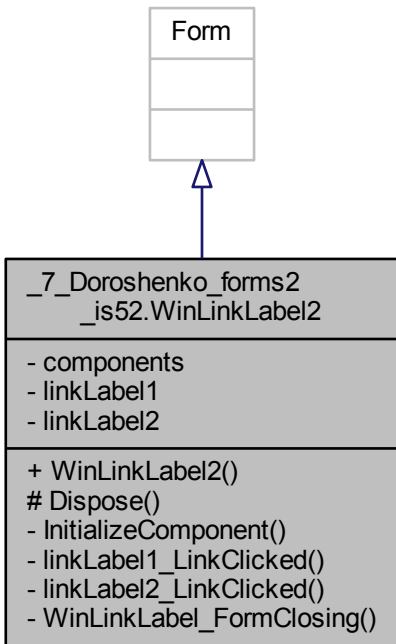 Form
_7_Doroshenko_forms2
_is52.WinLinkLabel2
- components
- linkLabel1
- linkLabel2
+ WinLinkLabel2()
# Dispose()
- InitializeComponent()
- linkLabel1_LinkClicked()
- linkLabel2_LinkClicked()
- WinLinkLabel_FormClosing()